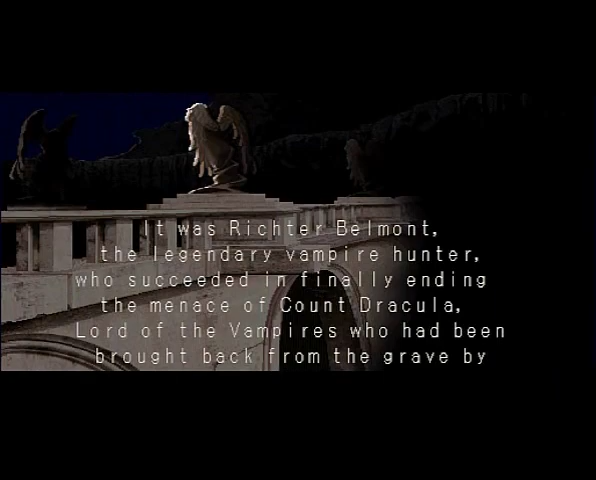 It was Richter Belmont,
the legendary vampire hunter,
who succeeded in finally ending
the menace of Count Dracula,
Lord of the Vampires who had been
brought back from the grave by